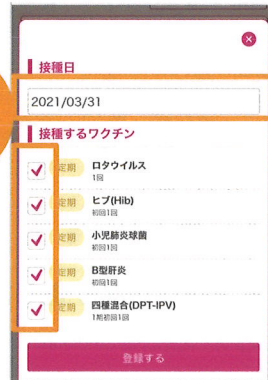 接種日
2021/03/31
接種するワクチン
定期 ロタウイルス
1回
定期 ヒブ(Hib)
初回1回
定期 小児肺炎球菌
初回1回
定期 B型肝炎
初回1回
定期 四種混合(DPT-IPV)
1期初回1回
登録する